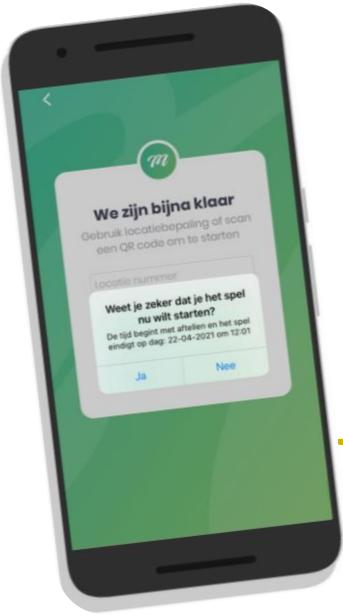 m
We zijn bijna klaar
Gebruik locatiebepaling of scan
een QR code om te starten
Locatie nummer
Weet je zeker dat je het spel
nu wilt starten?
De tijd begint met aftellen en het spel
eindigt op dag: 22-04-2021 om 12:01
Ja Nee